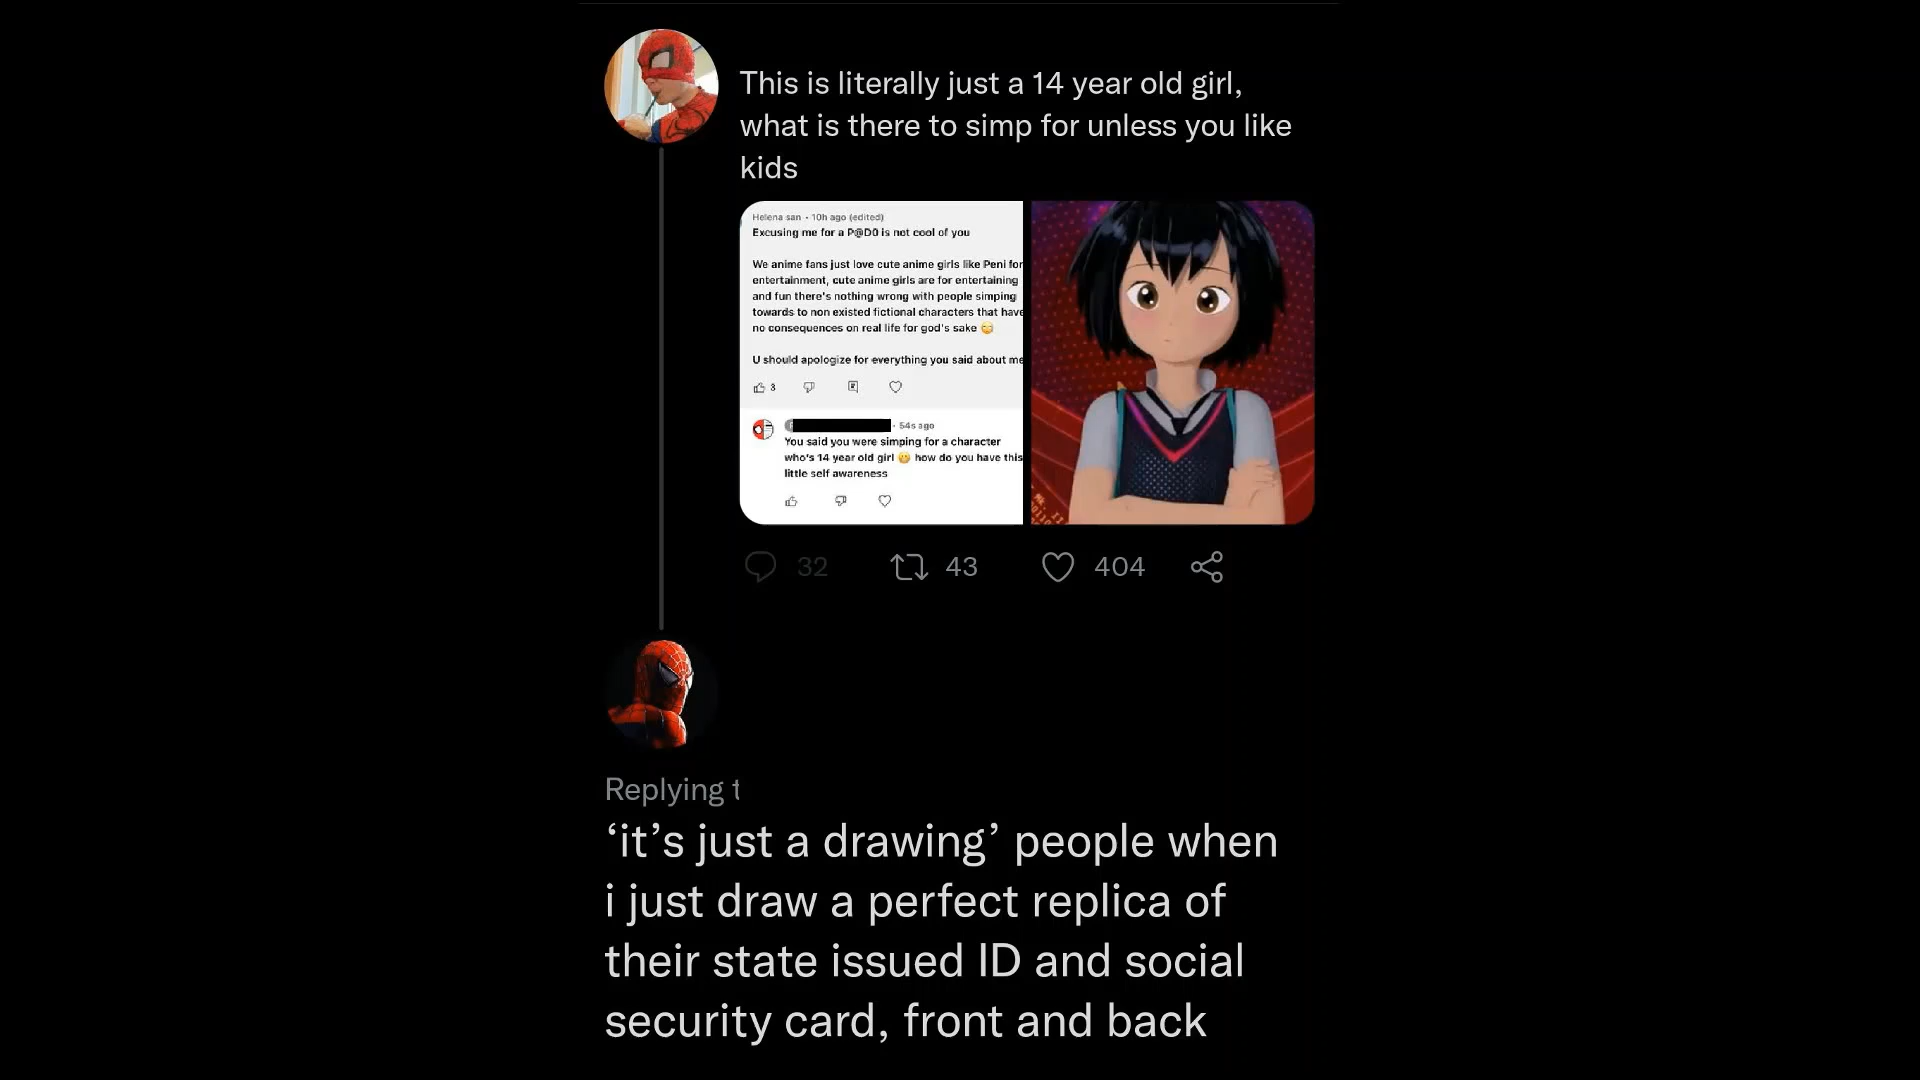 This is literally just a 14 year old girl,
what is there to simp for unless you like
kids
Helena san • 10h ago (edited)
Excusing me for a P@D0 is not cool of you
We anime fans just love cute anime girls like Peni for
entertainment, cute anime girls are for entertaining
and fun there's nothing wrong with people simping
towards to non existed fictional characters that have
no consequences on real life for god's sake 😁
U should apologize for everything you said about me
3
• 54s ago
You said you were simping for a character
who's 14 year old girl 🤭 how do you have this
little self awareness
32 43 404
Replying t
‘it’s just a drawing’ people when
i just draw a perfect replica of
their state issued ID and social
security card, front and back